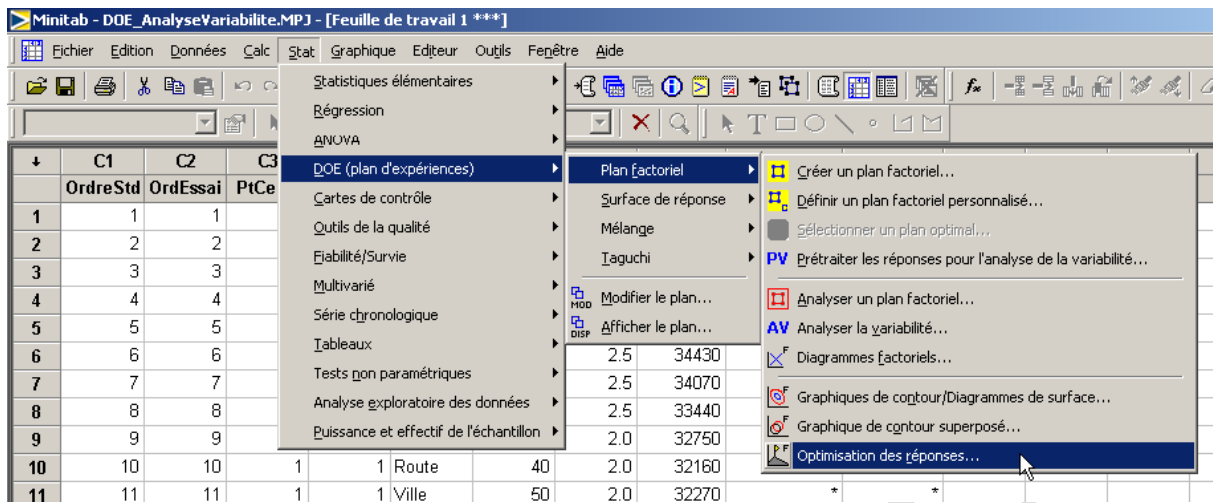 Minitab - DOE_AnalyseVariabilite.MPJ - [Feuille de travail 1 ***]
Fichier Edition Données Calc Stat Graphique Editeur Outils Fenêtre Aide
Statistiques élémentaires
Régression
ANOVA
DOE (plan d'expériences)
Cartes de contrôle
Outils de la qualité
Fiabilité/Survie
Multivarié
Série chronologique
Tableaux
Tests non paramétriques
Analyse exploratoire des données
Puissance et effectif de l'échantillon
Plan factoriel
Surface de réponse
Mélange
Taguchi
MOD Modifier le plan...
DISP Afficher le plan...
Créer un plan factoriel...
Définir un plan factoriel personnalisé...
Sélectionner un plan optimal...
PV Prétraiter les réponses pour l'analyse de la variabilité...
Analyser un plan factoriel...
AV Analyser la variabilité...
Diagrammes factoriels...
Graphiques de contour/Diagrammes de surface...
Graphique de contour superposé...
Optimisation des réponses...
C1 C2 C3
OrdreStd OrdEssai PtCe
1 1 1
2 2 2
3 3 3
4 4 4
5 5 5
6 6 6 2.5 34430
7 7 7 2.5 34070
8 8 8 2.5 33440
9 9 9 2.0 32750
10 10 10 1 1 Route 40 2.0 32160
11 11 11 1 1 Ville 50 2.0 32270 * *